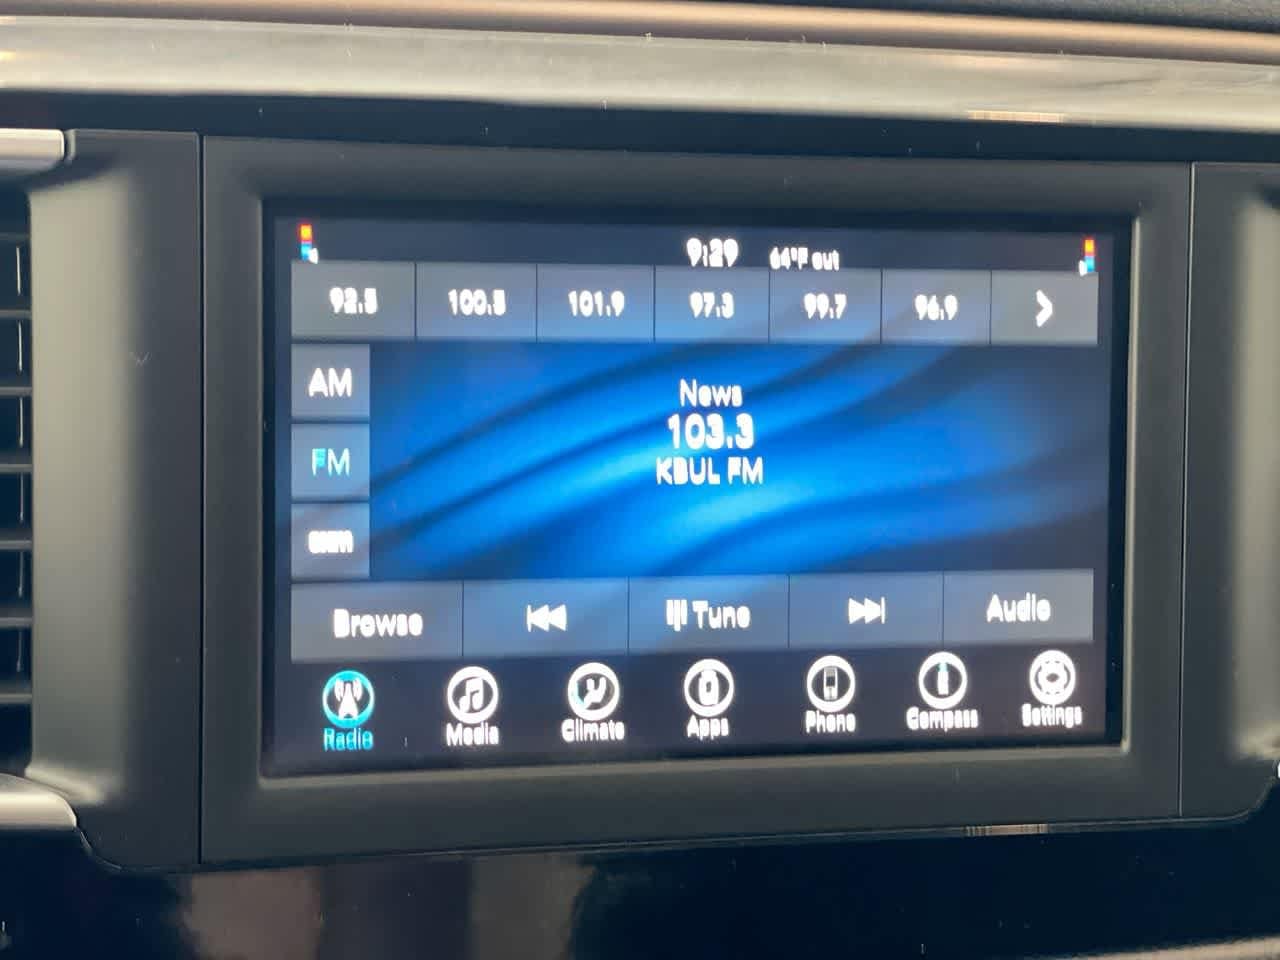 9:29 64°F out
92.5 100.5 101.9 97.3 99.7 96.9
AM
News
103.3
FM
KBUL FM
SXM
Browse Tune Audio
Radio Media Climate Apps Phone Compass Settings